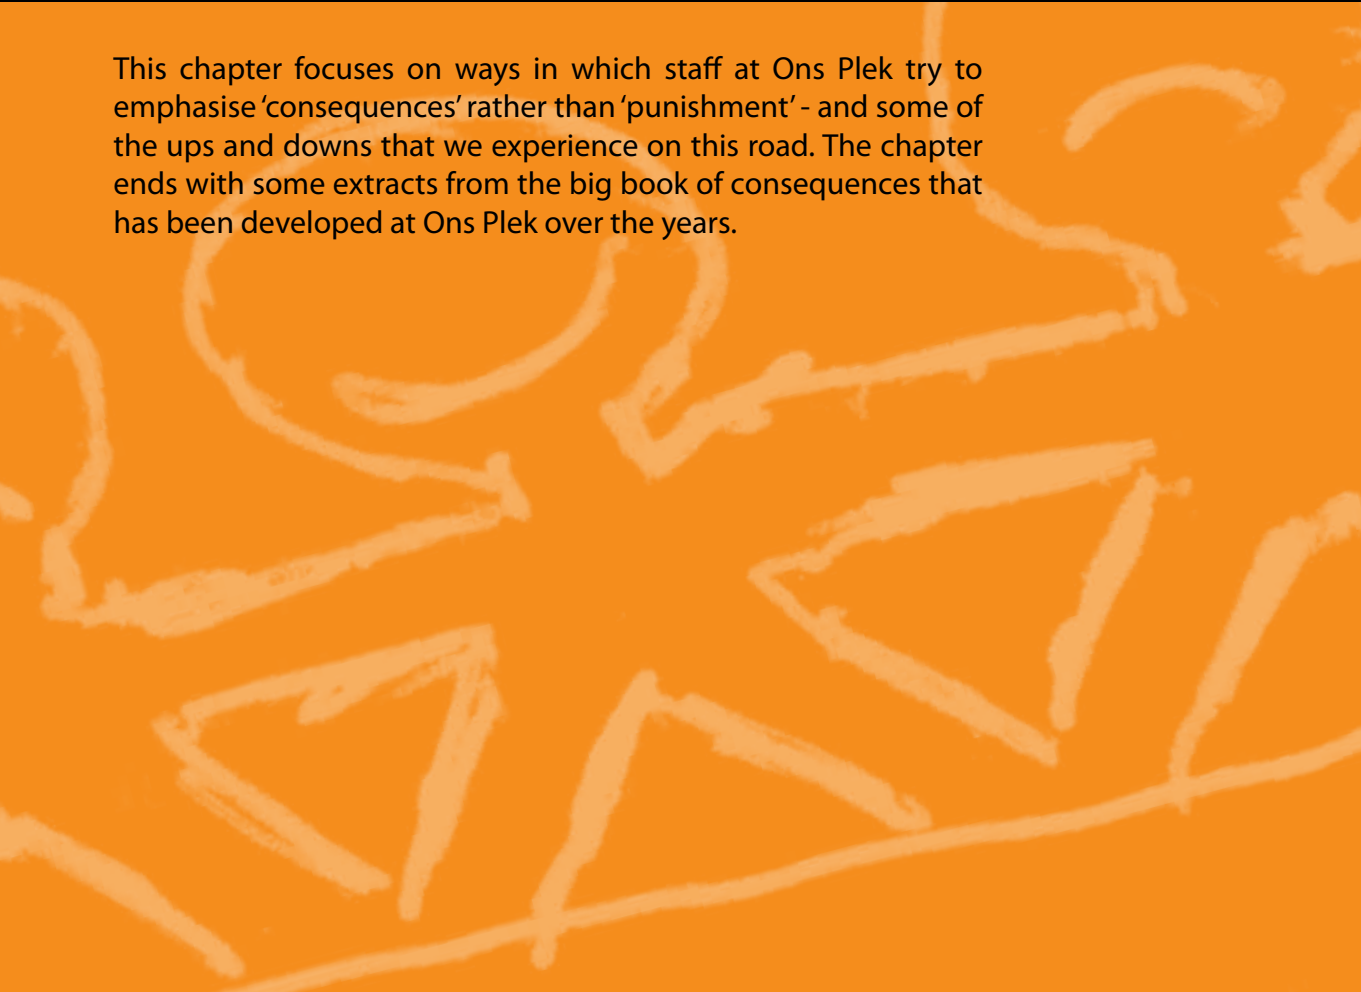 This chapter focuses on ways in which staff at Ons Plek try to
emphasise ‘consequences’ rather than ‘punishment’ - and some of
the ups and downs that we experience on this road. The chapter
ends with some extracts from the big book of consequences that
has been developed at Ons Plek over the years.